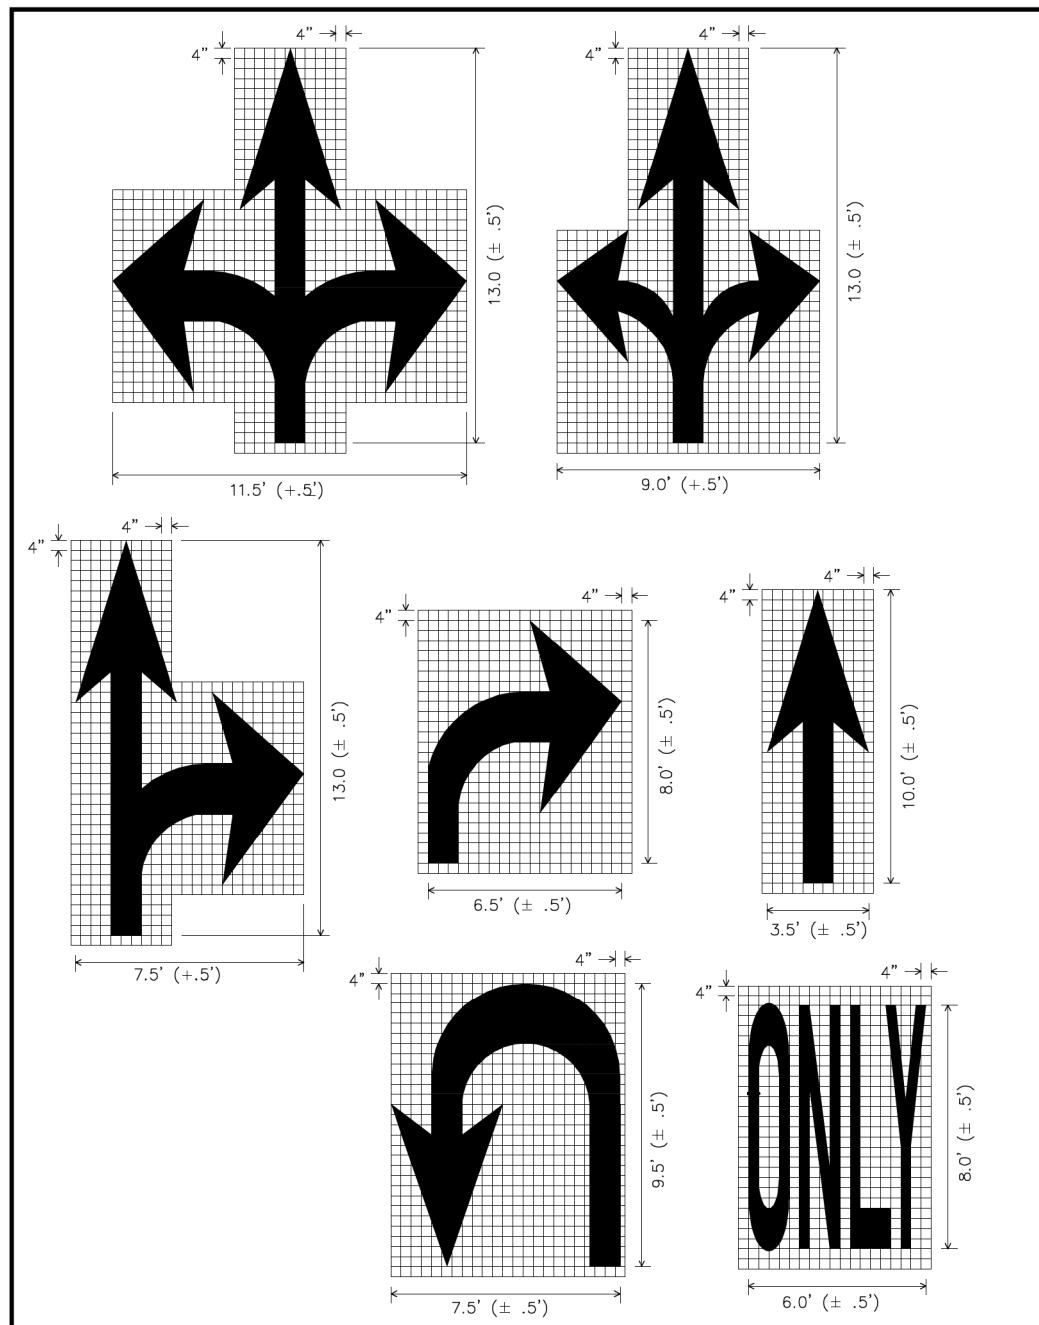 4”
4”
13.0 (± .5’)
11.5’ (+.5’)
4”
4”
13.0 (± .5’)
9.0’ (+.5’)
4”
4”
13.0 (± .5’)
7.5’ (+.5’)
4”
4”
8.0’ (± .5’)
6.5’ (± .5’)
4”
4”
10.0’ (± .5’)
3.5’ (± .5’)
4”
4”
9.5’ (± .5’)
7.5’ (± .5’)
4”
4”
ONLY
8.0’ (± .5’)
6.0’ (± .5’)